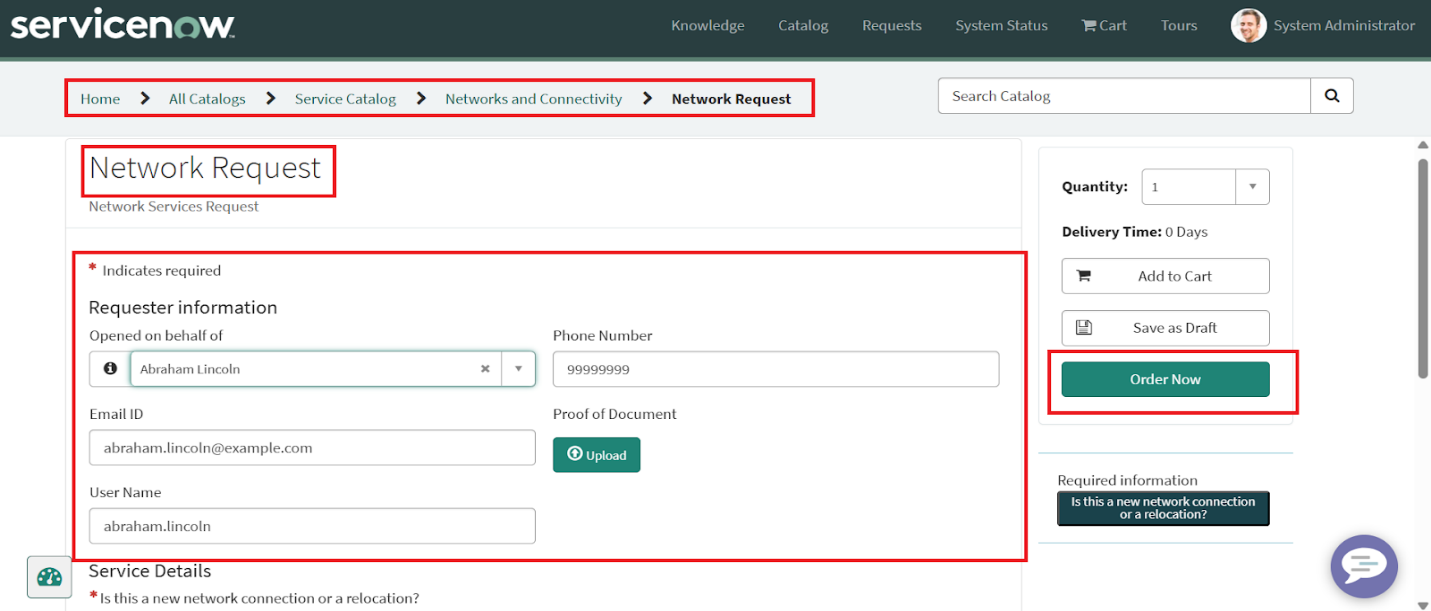 servicenow™
Knowledge Catalog Requests System Status Cart Tours System Administrator
Home All Catalogs Service Catalog Networks and Connectivity Network Request
Search Catalog
Network Request
Network Services Request
* Indicates required
Requester information
Opened on behalf of
Abraham Lincoln
Phone Number
99999999
Email ID
abraham.lincoln@example.com
Proof of Document
Upload
User Name
abraham.lincoln
Service Details
*Is this a new network connection or a relocation?
Quantity: 1
Delivery Time: 0 Days
Add to Cart
Save as Draft
Order Now
Required information
Is this a new network connection
or a relocation?